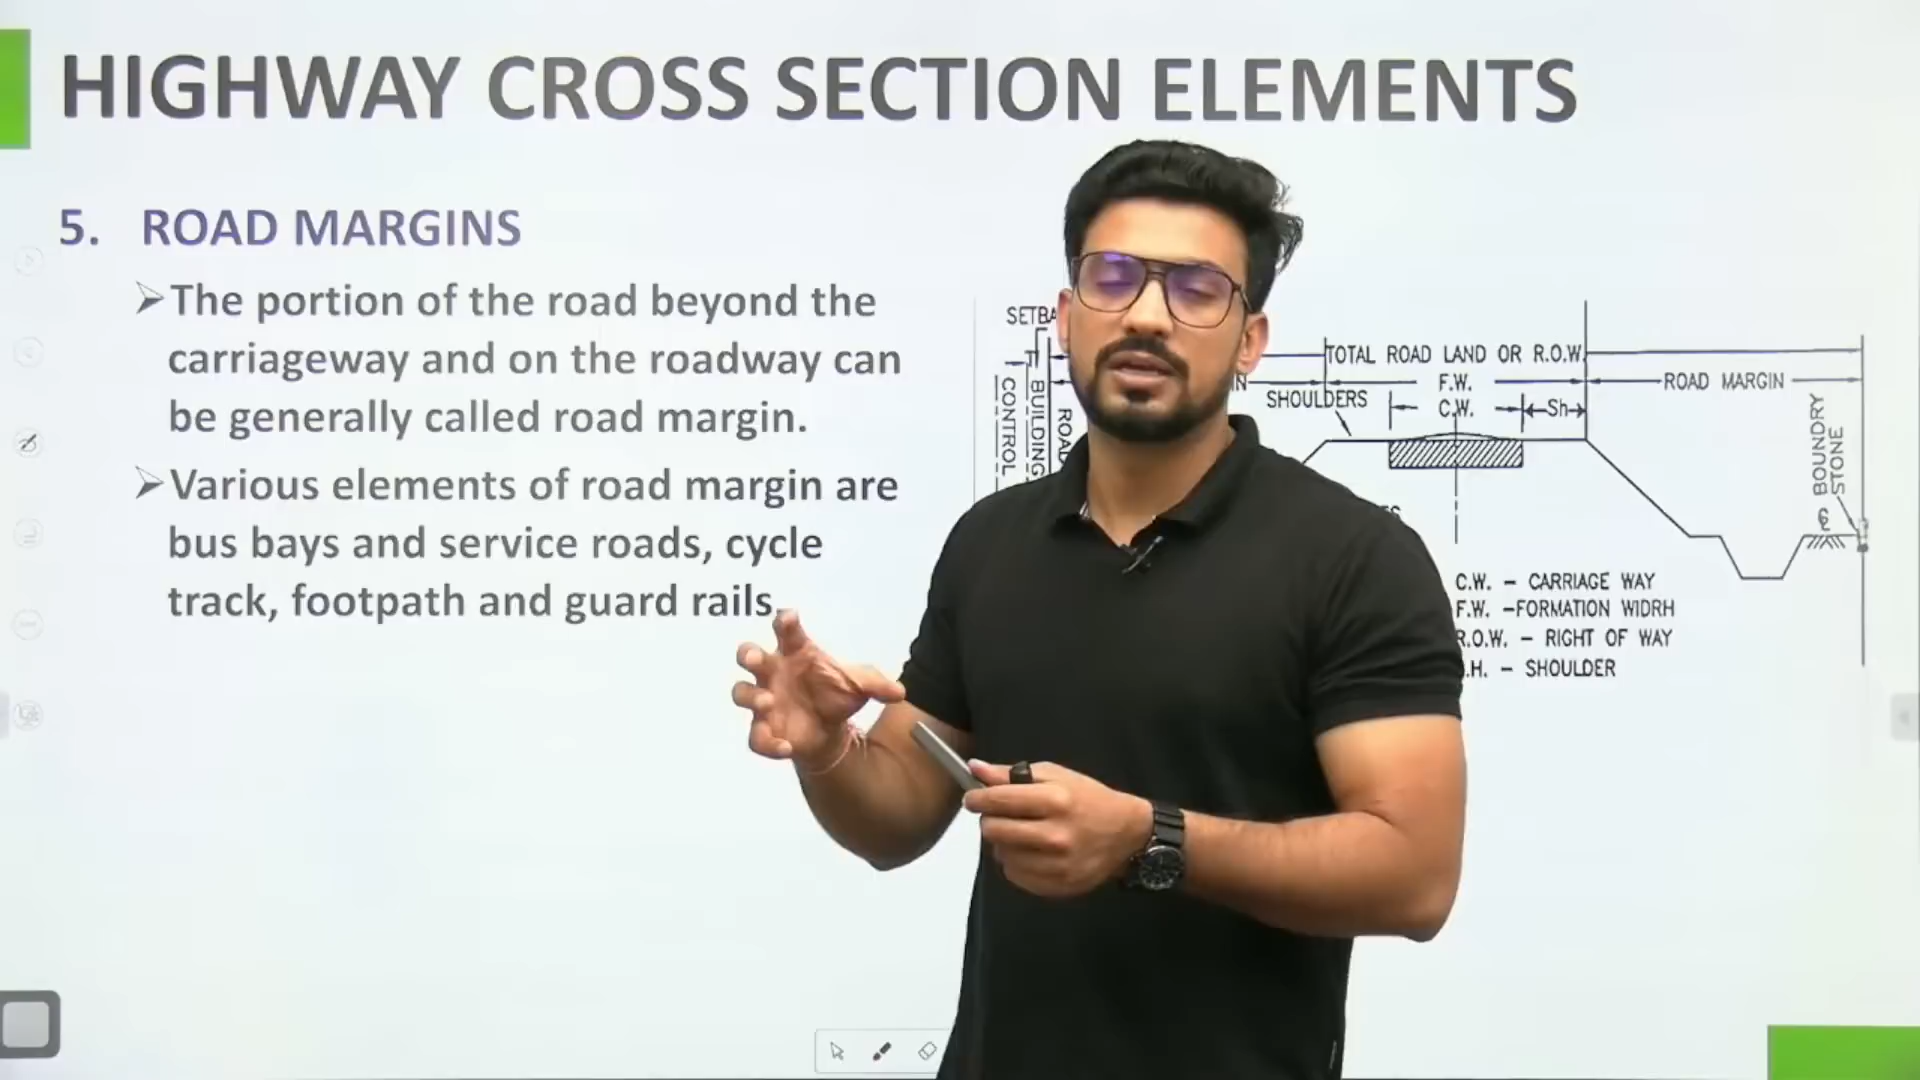 HIGHWAY CROSS SECTION ELEMENTS
5. ROAD MARGINS
➢The portion of the road beyond the
carriageway and on the roadway can
be generally called road margin.
➢Various elements of road margin are
bus bays and service roads, cycle
track, footpath and guard rails.
TOTAL ROAD LAND OR R.O.W.
F.W.
ROAD MARGIN
SHOULDERS
C.W.
Sh
CONTROL
BUILDING
BOUNDRY
STONE
C.W. – CARRIAGE WAY
F.W. –FORMATION WIDRH
R.O.W. – RIGHT OF WAY
.H. – SHOULDER